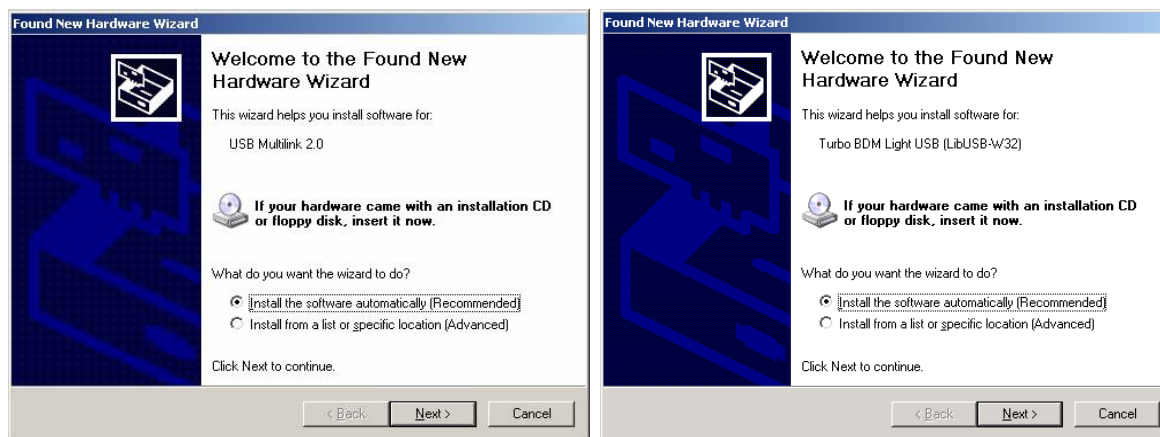 Found New Hardware Wizard
Welcome to the Found New
Hardware Wizard
This wizard helps you install software for:
USB Multilink 2.0
If your hardware came with an installation CD
or floppy disk, insert it now.
What do you want the wizard to do?
Install the software automatically (Recommended)
Install from a list or specific location (Advanced)
Click Next to continue.
< Back
Next >
Cancel
Found New Hardware Wizard
Welcome to the Found New
Hardware Wizard
This wizard helps you install software for:
Turbo BDM Light USB (LibUSB-W32)
If your hardware came with an installation CD
or floppy disk, insert it now.
What do you want the wizard to do?
Install the software automatically (Recommended)
Install from a list or specific location (Advanced)
Click Next to continue.
< Back
Next >
Cancel